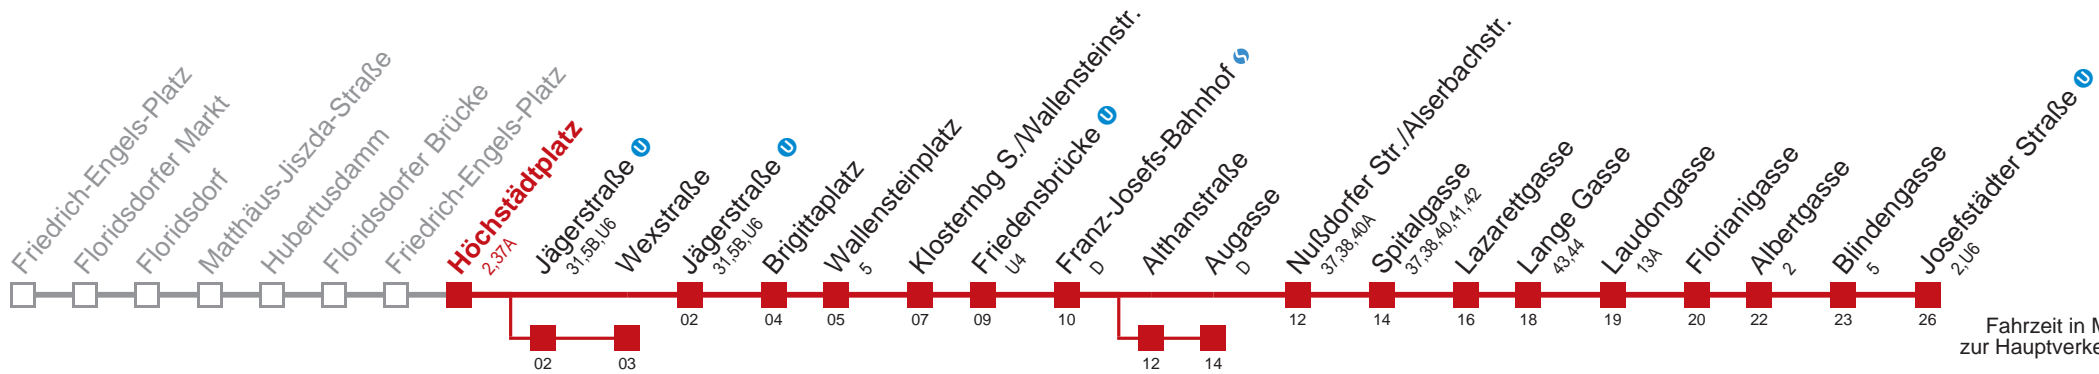 Friedrich-Engels-Platz
Floridsdorfer Markt
Floridsdorf
Matthäus-Jiszda-Straße
Hubertusdamm
Floridsdorfer Brücke
Friedrich-Engels-Platz
Höchstädtplatz
2,37A
Jägerstraße U
31,5B,U6
Wexstraße
Jägerstraße U
31,5B,U6
Brigittaplatz
Wallensteinplatz
5
Klosternbg S./Wallensteinstr.
Friedensbrücke U
U4
Franz-Josefs-Bahnhof S
D
Althanstraße
Augasse
D
Nußdorfer Str./Alserbachstr.
37,38,40A
Spitalgasse
37,38,40,41,42
Lazarettgasse
Lange Gasse
43,44
Laudongasse
13A
Florianigasse
Albertgasse
2
Blindengasse
5
Josefstädter Straße U
2,U6
02 04 05 07 09 10 12 14 16 18 19 20 22 23 26
02 03 12 14
Fahrzeit in M
zur Hauptverke